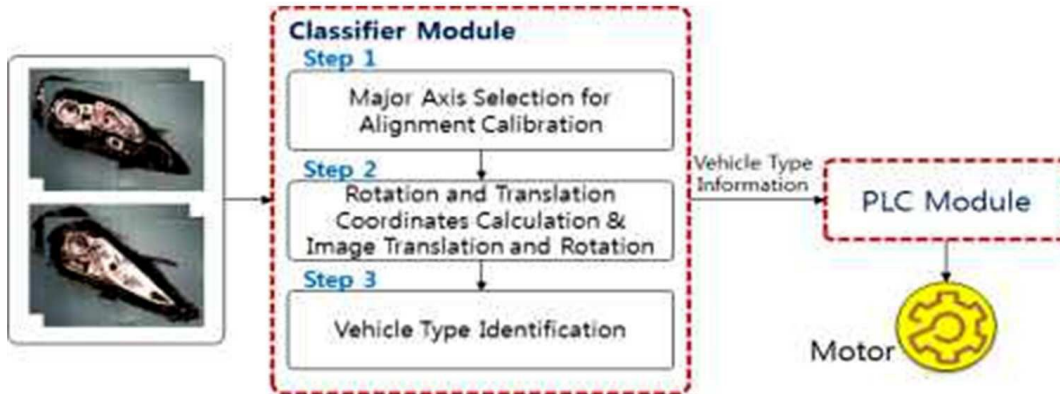 Classifier Module
Step 1
Major Axis Selection for
Alignment Calibration
Step 2
Rotation and Translation
Coordinates Calculation &
Image Translation and Rotation
Step 3
Vehicle Type Identification
Vehicle Type
Information
PLC Module
Motor